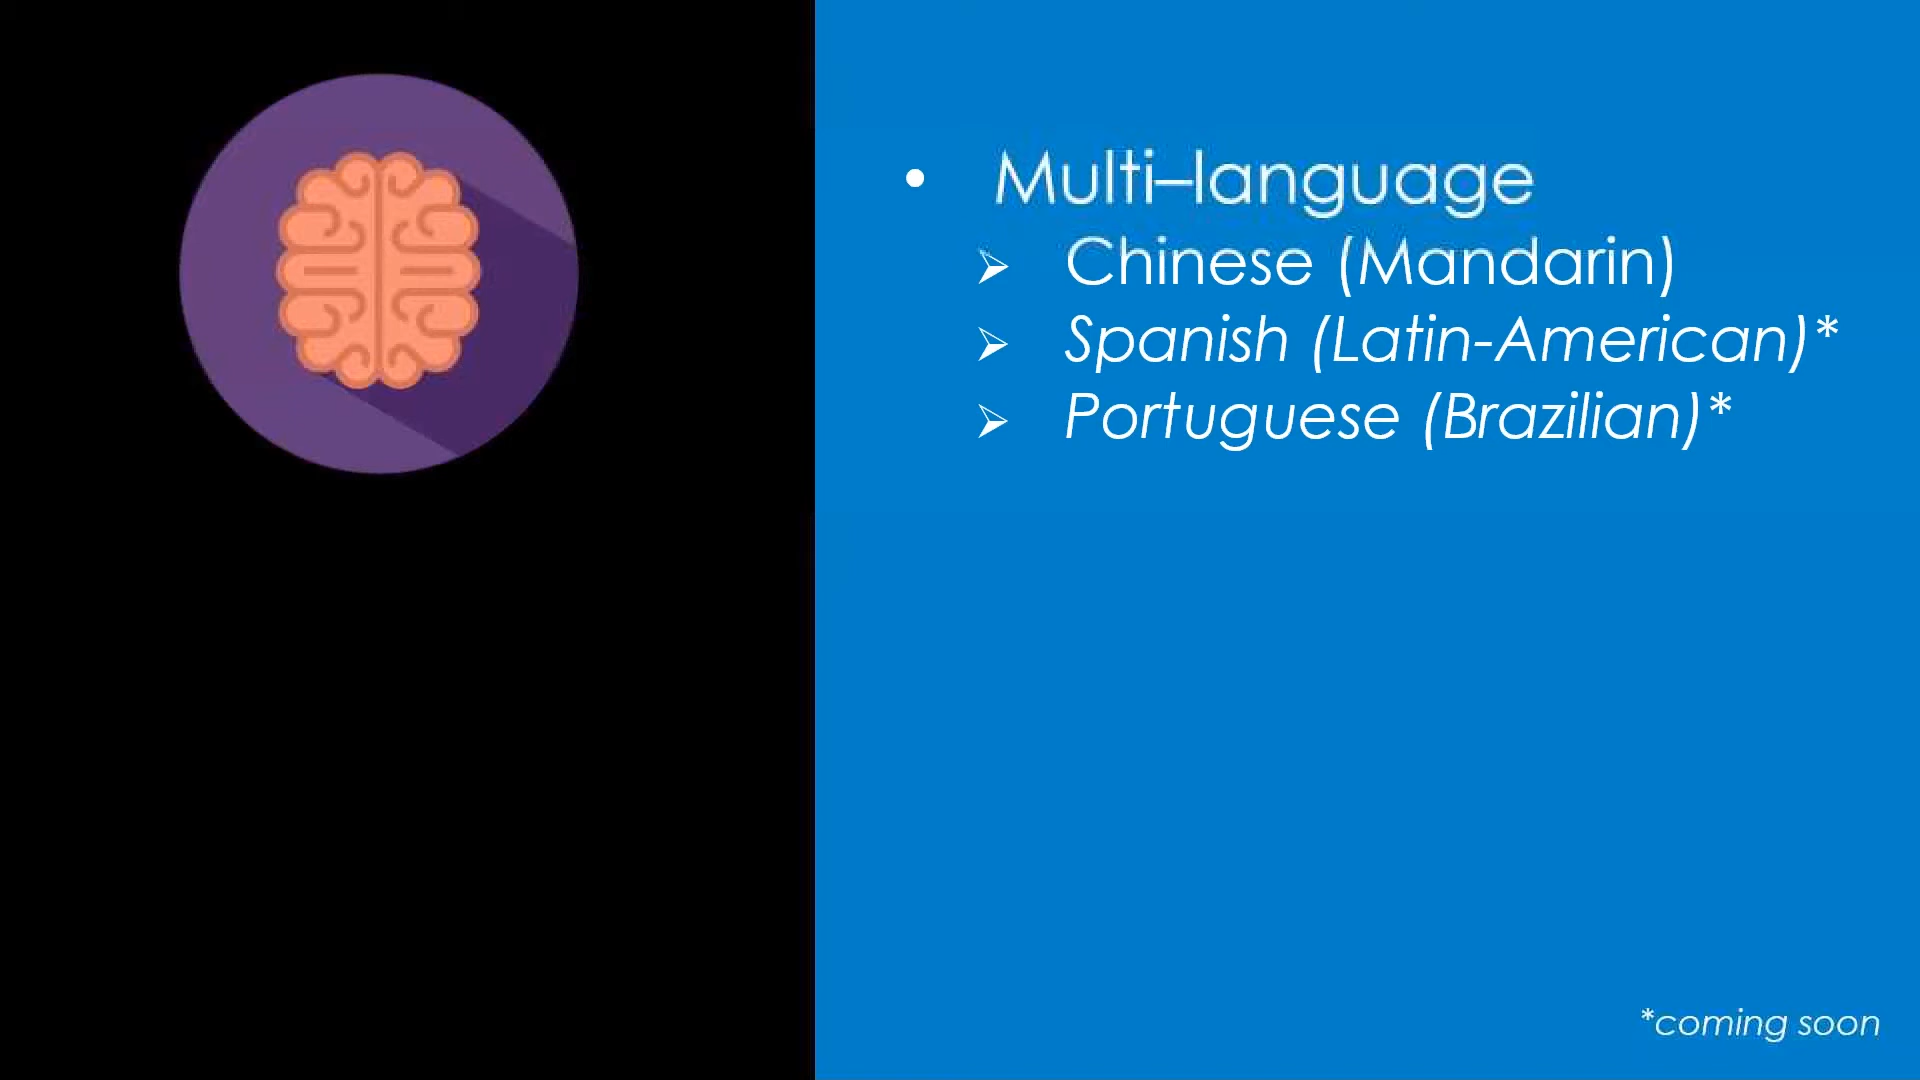 • Multi–language
➢ Chinese (Mandarin)
➢ Spanish (Latin-American)*
➢ Portuguese (Brazilian)*
*coming soon